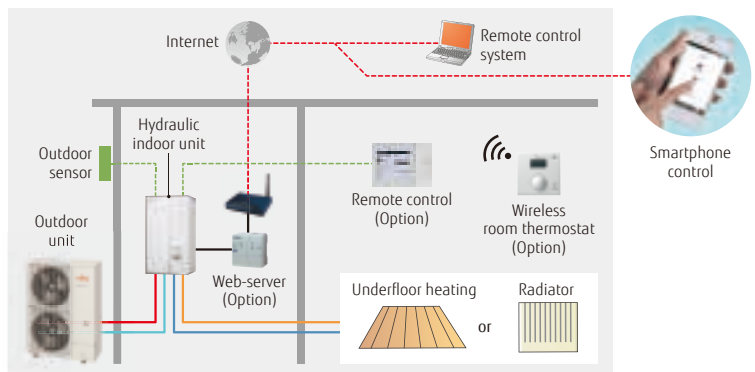 Internet
Remote control
system
Smartphone
control
Hydraulic
indoor unit
Outdoor
sensor
Outdoor
unit
Remote control
(Option)
Wireless
room thermostat
(Option)
Web-server
(Option)
Underfloor heating
or
Radiator